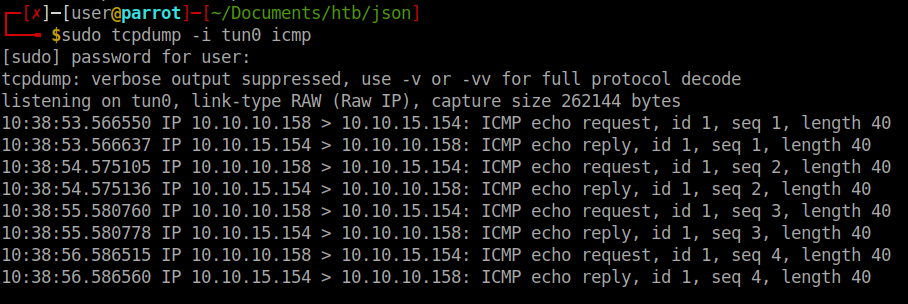 ┌─[✗]─[user@parrot]─[~/Documents/htb/json]
└──╼ $sudo tcpdump -i tun0 icmp
[sudo] password for user:
tcpdump: verbose output suppressed, use -v or -vv for full protocol decode
listening on tun0, link-type RAW (Raw IP), capture size 262144 bytes
10:38:53.566550 IP 10.10.10.158 > 10.10.15.154: ICMP echo request, id 1, seq 1, length 40
10:38:53.566637 IP 10.10.15.154 > 10.10.10.158: ICMP echo reply, id 1, seq 1, length 40
10:38:54.575105 IP 10.10.10.158 > 10.10.15.154: ICMP echo request, id 1, seq 2, length 40
10:38:54.575136 IP 10.10.15.154 > 10.10.10.158: ICMP echo reply, id 1, seq 2, length 40
10:38:55.580760 IP 10.10.10.158 > 10.10.15.154: ICMP echo request, id 1, seq 3, length 40
10:38:55.580778 IP 10.10.15.154 > 10.10.10.158: ICMP echo reply, id 1, seq 3, length 40
10:38:56.586515 IP 10.10.10.158 > 10.10.15.154: ICMP echo request, id 1, seq 4, length 40
10:38:56.586560 IP 10.10.15.154 > 10.10.10.158: ICMP echo reply, id 1, seq 4, length 40